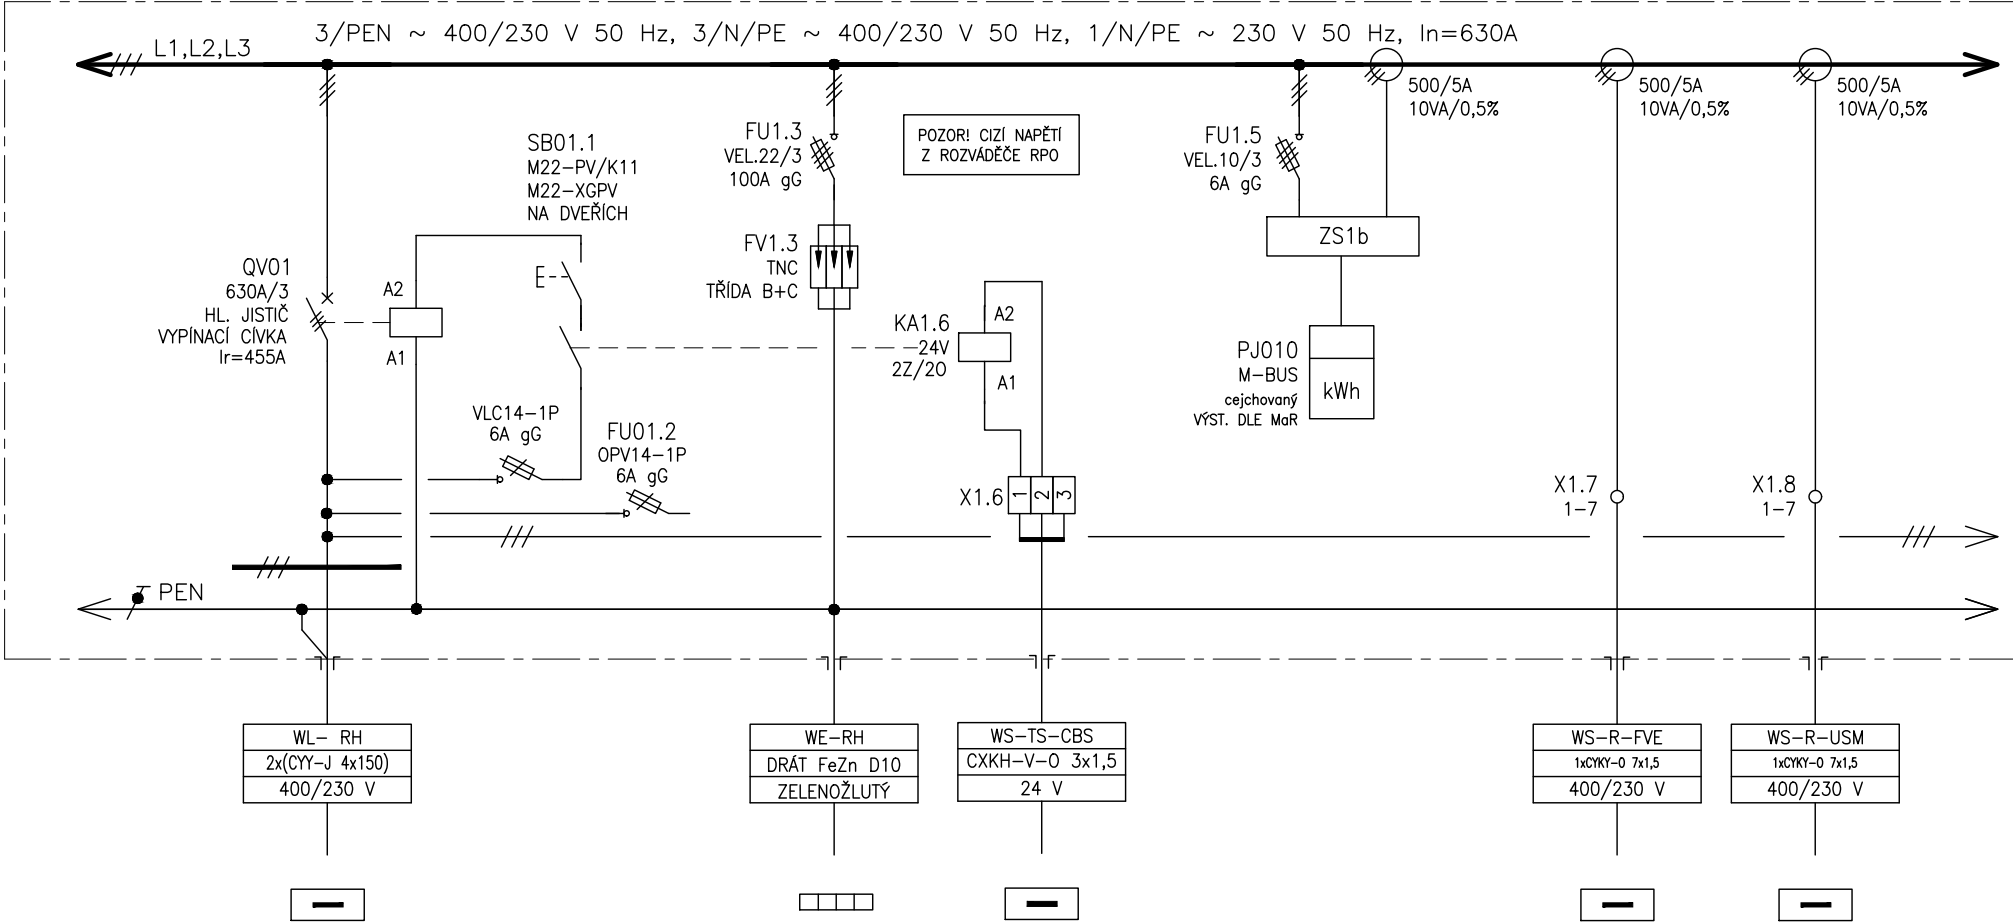 3/PEN ~ 400/230 V 50 Hz, 3/N/PE ~ 400/230 V 50 Hz, 1/N/PE ~ 230 V 50 Hz, In=630A
L1,L2,L3
500/5A
10VA/0,5%
500/5A
10VA/0,5%
500/5A
10VA/0,5%
SB01.1
M22-PV/K11
M22-XGPV
NA DVEŘÍCH
FU1.3
VEL.22/3
100A gG
POZOR! CIZÍ NAPĚTÍ
Z ROZVÁDĚČE RPO
FU1.5
VEL.10/3
6A gG
QV01
630A/3
HL. JISTIČ
VYPÍNACÍ CÍVKA
Ir=455A
A2
A1
E
FV1.3
TNC
TŘÍDA B+C
ZS1b
KA1.6
24V
2Z/2O
A2
A1
PJ010
M-BUS
cejchovaný
VÝST. DLE MaR
kWh
VLC14-1P
6A gG
FU01.2
OPV14-1P
6A gG
X1.6
1
2
3
X1.7
1-7
X1.8
1-7
PEN
WL- RH
2x(CYY-J 4x150)
400/230 V
WE-RH
DRÁT FeZn D10
ZELENOŽLUTÝ
WS-TS-CBS
CXKH-V-O 3x1,5
24 V
WS-R-FVE
1xCYKY-O 7x1,5
400/230 V
WS-R-USM
1xCYKY-O 7x1,5
400/230 V